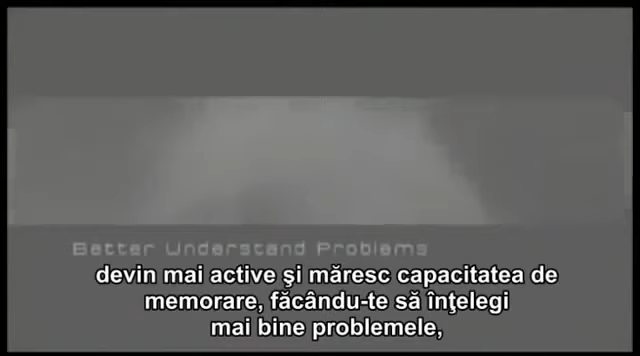 Better Understand Problems
devin mai active şi măresc capacitatea de
memorare, făcându-te să înţelegi
mai bine problemele,